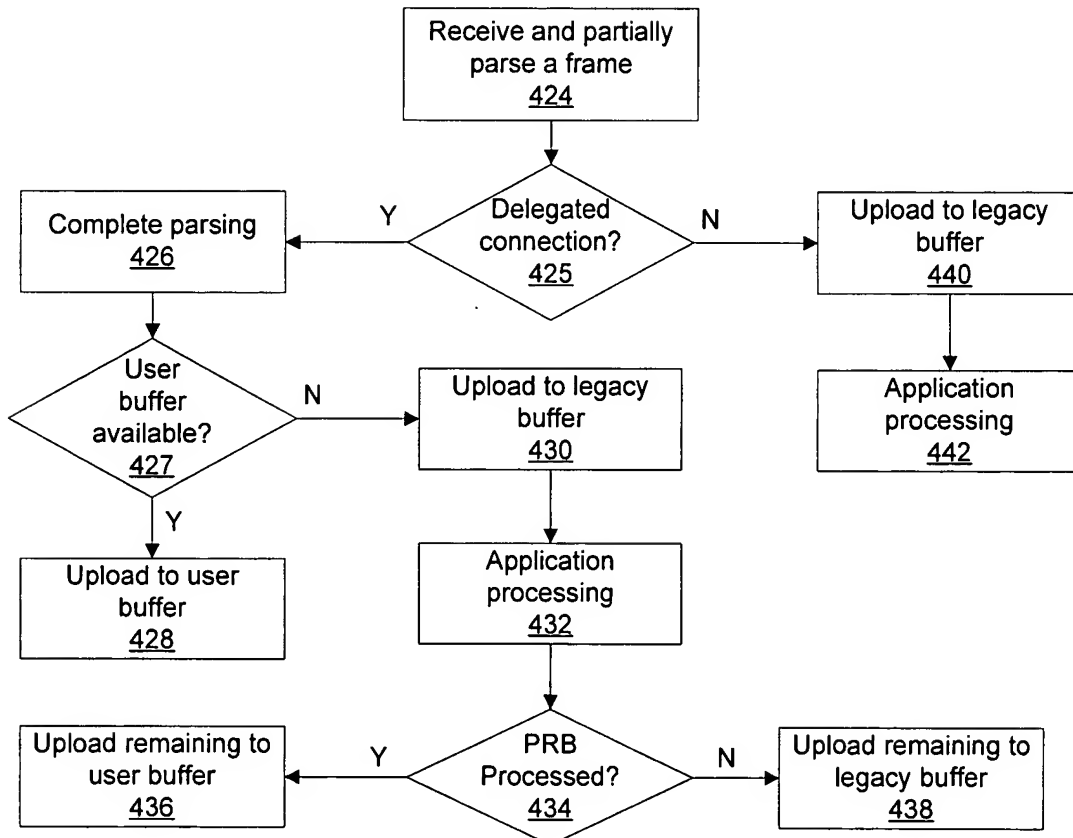 Receive and partially
parse a frame
424
Delegated
connection?
425
Y
N
Complete parsing
426
Upload to legacy
buffer
440
User
buffer
available?
427
N
Y
Upload to legacy
buffer
430
Application
processing
442
Upload to user
buffer
428
Application
processing
432
PRB
Processed?
434
Y
N
Upload remaining to
user buffer
436
Upload remaining to
legacy buffer
438